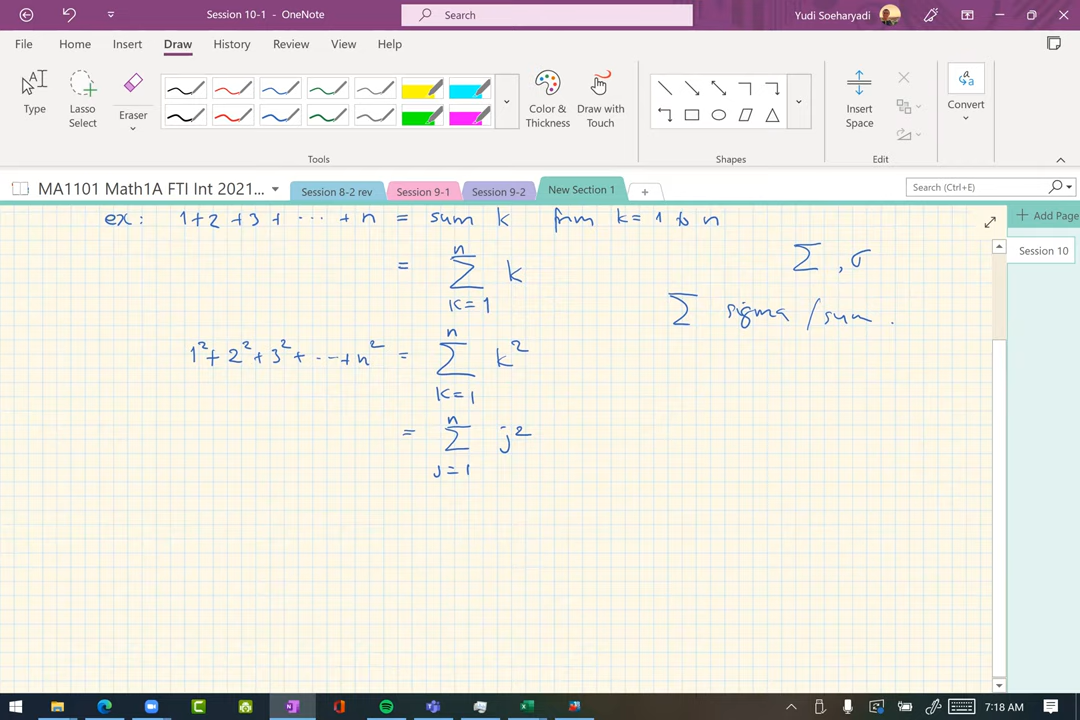 Session 10-1 - OneNote
Search
Yudi Soeharyadi
File Home Insert Draw History Review View Help
Type
Lasso Select
Eraser
Color & Thickness
Draw with Touch
Insert Space
Convert
Tools
Shapes
Edit
MA1101 Math1A FTI Int 2021...
Session 8-2 rev
Session 9-1
Session 9-2
New Section 1
+
Search (Ctrl+E)
Add Page
Session 10
ex: 1+2+3+ ... + n = sum k from k=1 to n
= n ∑ k=1 k
∑, σ
∑ sigma / sum.
1² + 2² + 3² + ... + n² = n ∑ k=1 k²
= n ∑ j=1 j²
7:18 AM